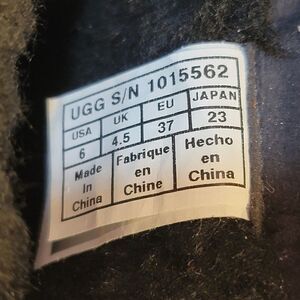 UGG S/N 1015562
USA UK EU JAPAN
6 4.5 37 23
Made in China
Fabrique en Chine
Hecho en China